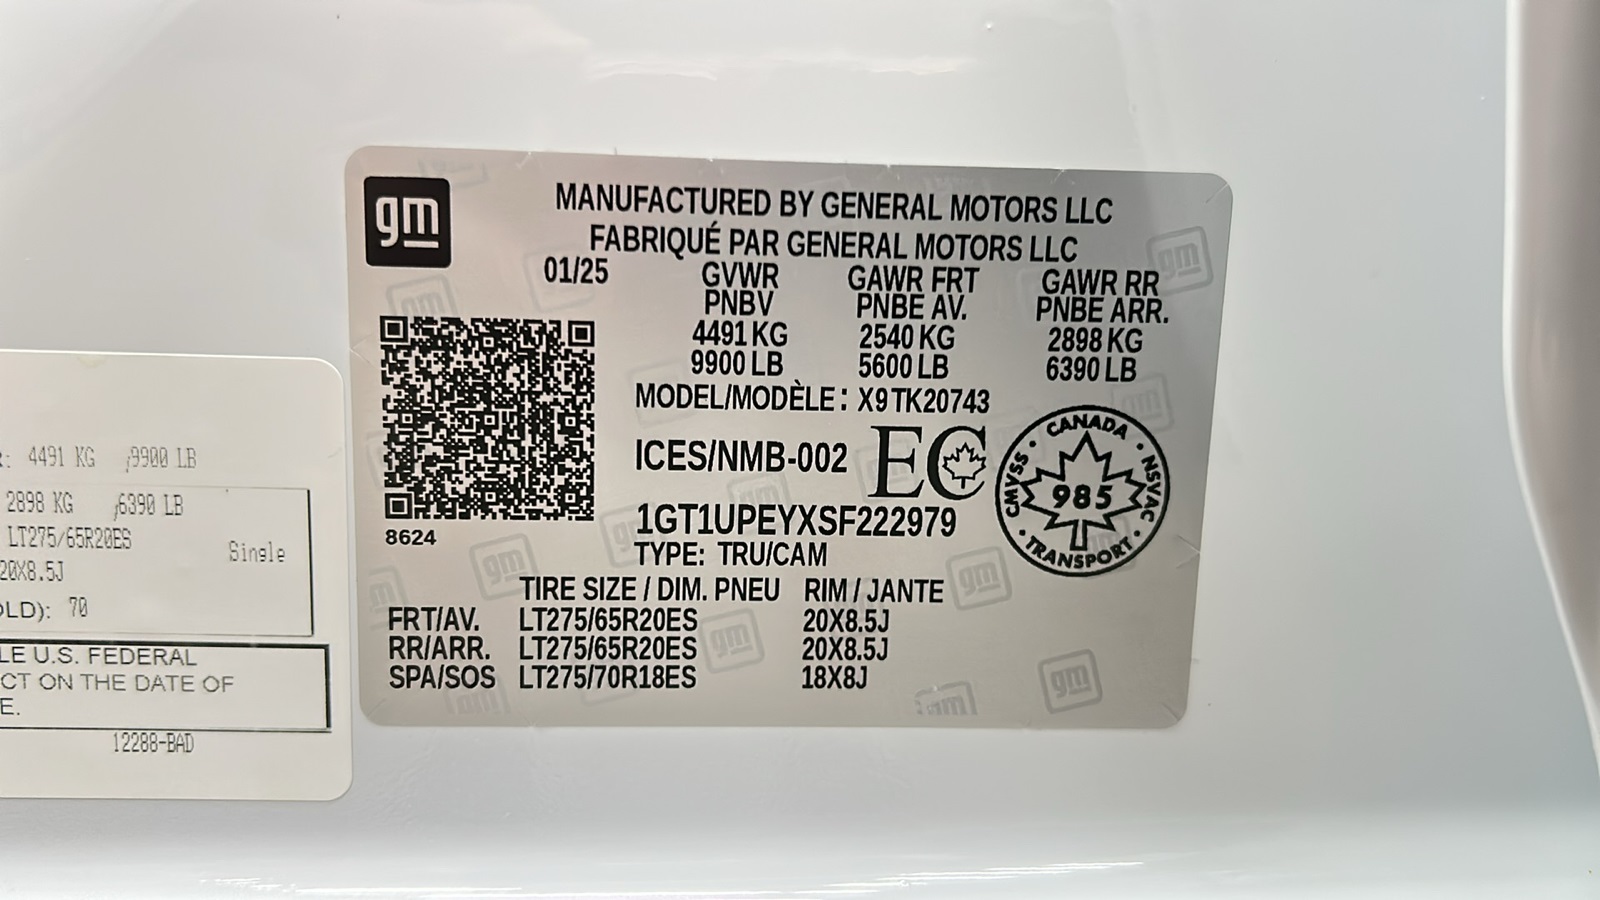 gm
MANUFACTURED BY GENERAL MOTORS LLC
FABRIQUÉ PAR GENERAL MOTORS LLC
01/25 GVWR GAWR FRT GAWR RR
PNBV PNBE AV. PNBE ARR.
4491 KG 2540 KG 2898 KG
9900 LB 5600 LB 6390 LB
MODEL/MODÈLE: X9 TK20743
ICES/NMB-002 EC
CANADA
CMVSS 985 NSVAC
TRANSPORT
1GT1UPEYXSF222979
8624
TYPE: TRU/CAM
TIRE SIZE / DIM. PNEU RIM / JANTE
FRT/AV. LT275/65R20ES 20X8.5J
RR/ARR. LT275/65R20ES 20X8.5J
SPA/SOS LT275/70R18ES 18X8J
: 4491 KG ,9900 LB
2898 KG ,6390 LB
LT275/65R20ES Single
20X8.5J
OLD): 70
LE U.S. FEDERAL
CT ON THE DATE OF
E.
12288-BAD